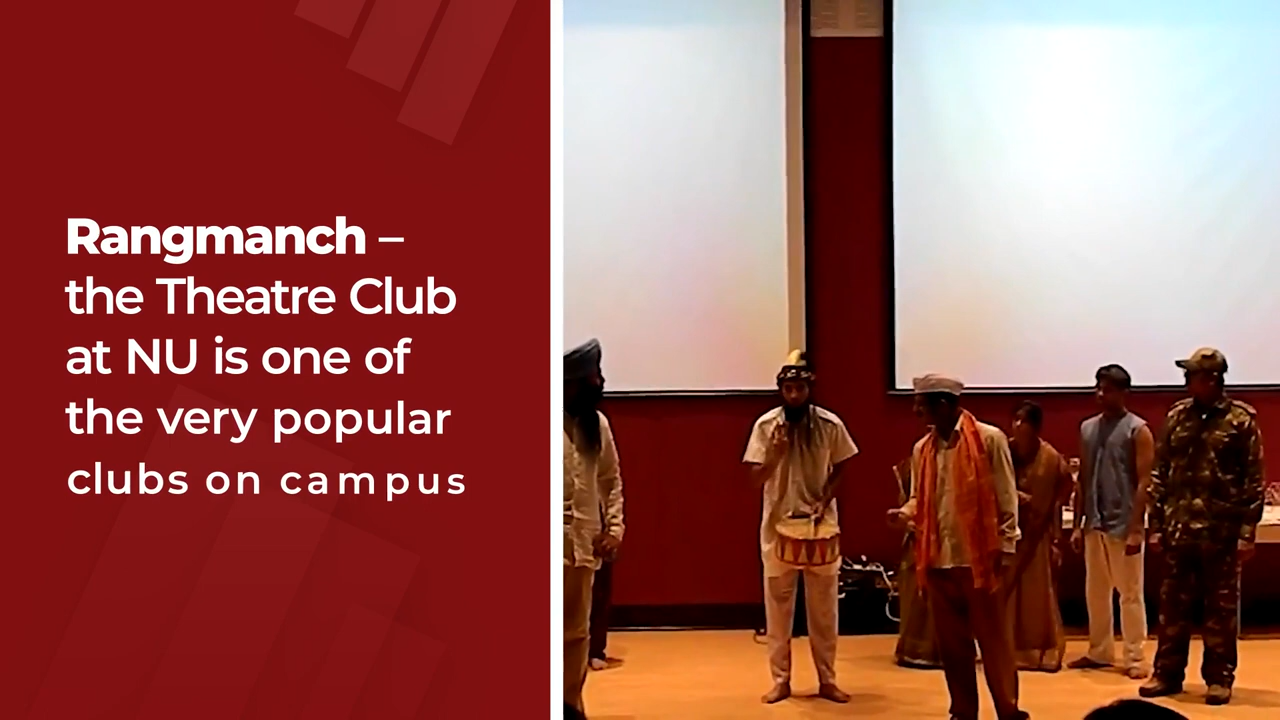 Rangmanch –
the Theatre Club
at NU is one of
the very popular
clubs on campus